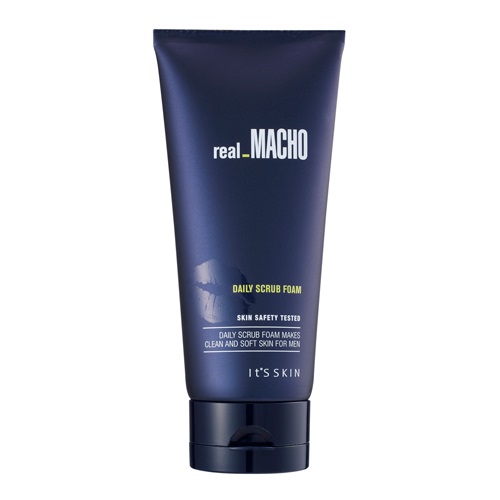 real_MACHO
DAILY SCRUB FOAM
SKIN SAFETY TESTED
DAILY SCRUB FOAM MAKES
CLEAN AND SOFT SKIN FOR MEN
It'S SKIN